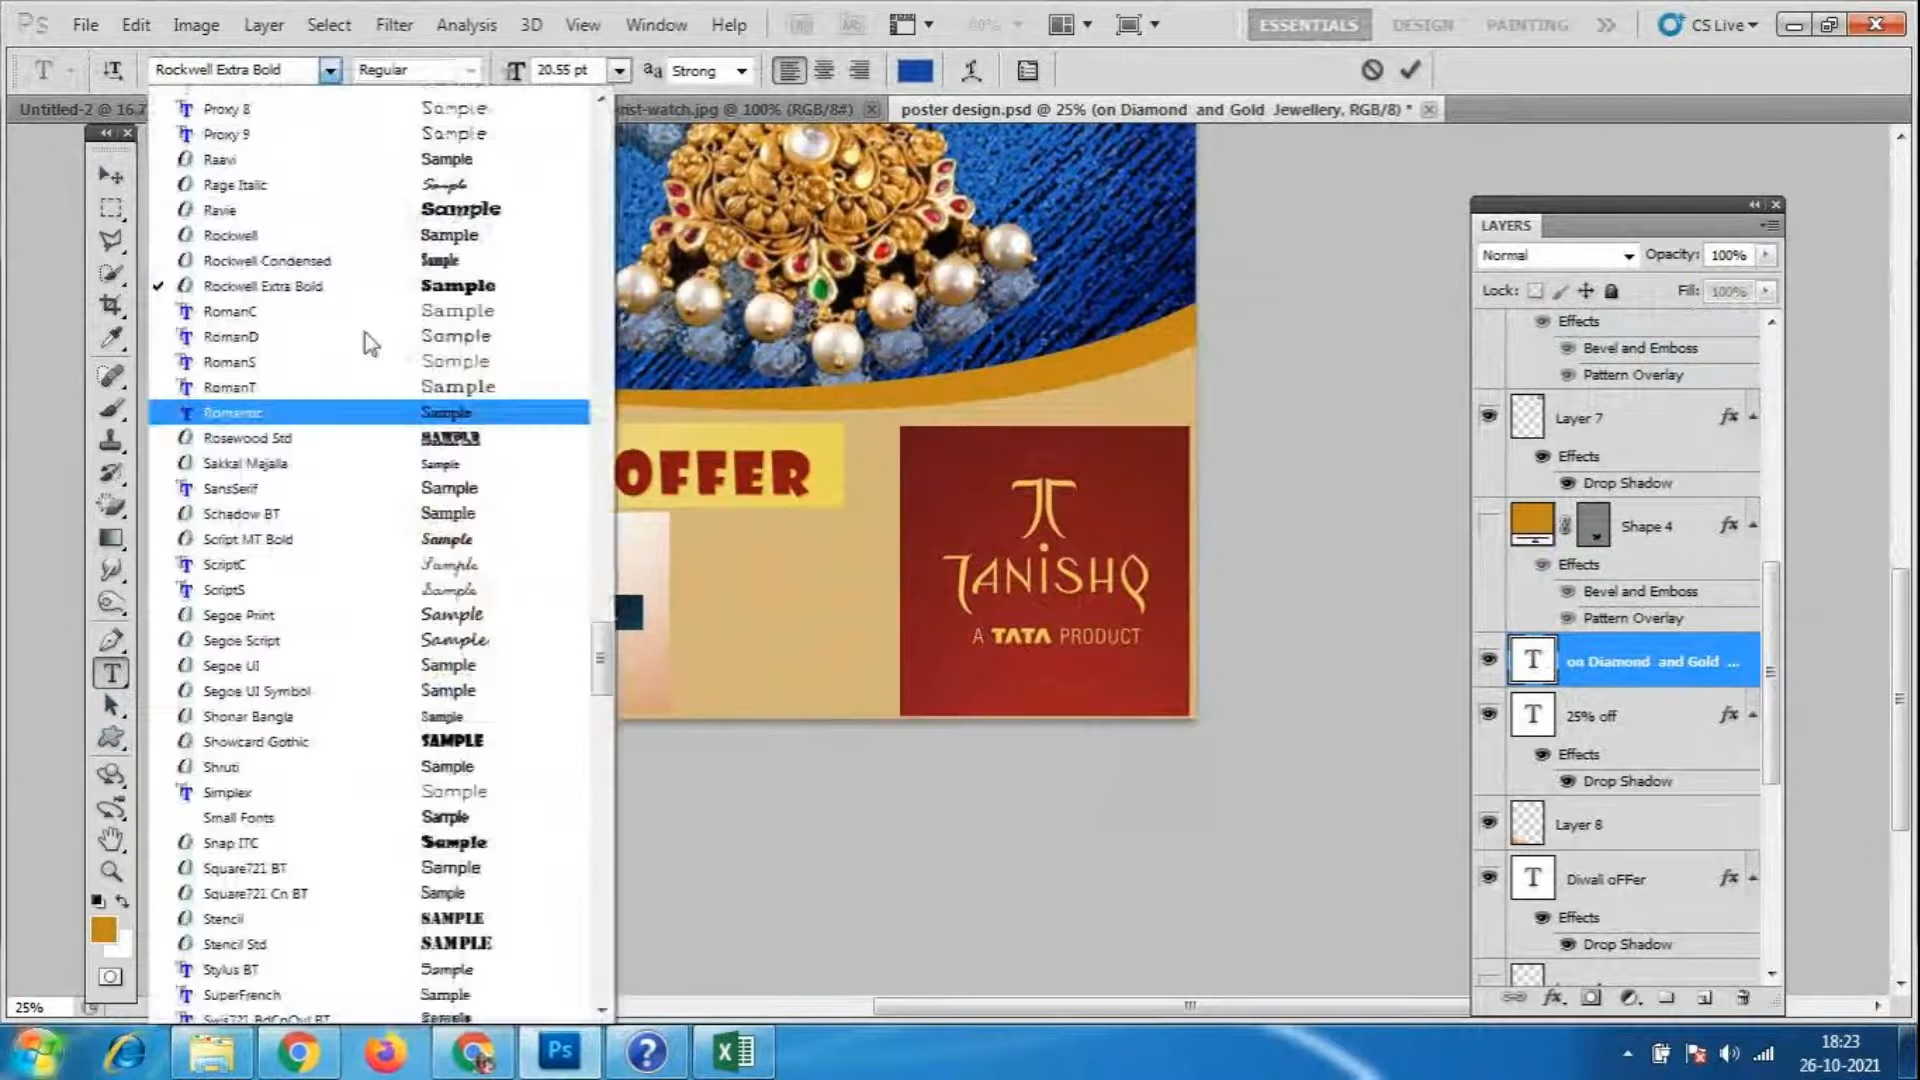 Ps File Edit Image Layer Select Filter Analysis 3D View Window Help ESSENTIALS DESIGN PAINTING CS Live
T Rockwell Extra Bold Regular 20.55 pt aa Strong
Untitled-2 @ 16.7 nist-watch.jpg @ 100% (RGB/8#) poster design.psd @ 25% (on Diamond and Gold Jewellery, RGB/8) *
Proxy 8 Sample
Proxy 9 Sample
Raavi Sample
Rage Italic Sample
Ravie Sample
Rockwell Sample
Rockwell Condensed Sample
Rockwell Extra Bold Sample
RomanC Sample
RomanD Sample
RomanS Sample
RomanT Sample
Romantic Sample
Rosewood Std SAMPLE
Sakkal Majalla Sample
SansSerif Sample
Schadow BT Sample
Script MT Bold Sample
ScriptC Sample
ScriptS Sample
Segoe Print Sample
Segoe Script Sample
Segoe UI Sample
Segoe UI Symbol Sample
Shonar Bangla Sample
Showcard Gothic SAMPLE
Shruti Sample
Simplex Sample
Small Fonts Sample
Snap ITC Sample
Square721 BT Sample
Square721 Cn BT Sample
Stencil SAMPLE
Stencil Std SAMPLE
Stylus BT Sample
SuperFrench Sample
Swis721 BdCnOul BT Sample
OFFER
TANiSHQ
A TATA PRODUCT
LAYERS
Normal Opacity: 100%
Lock: Fill: 100%
Effects
Bevel and Emboss
Pattern Overlay
Layer 7 fx
Effects
Drop Shadow
Shape 4 fx
Effects
Bevel and Emboss
Pattern Overlay
T on Diamond and Gold ...
T 25% off fx
Effects
Drop Shadow
Layer 8
T Diwali oFFer fx
Effects
Drop Shadow
25%
Ps
18:23
26-10-2021